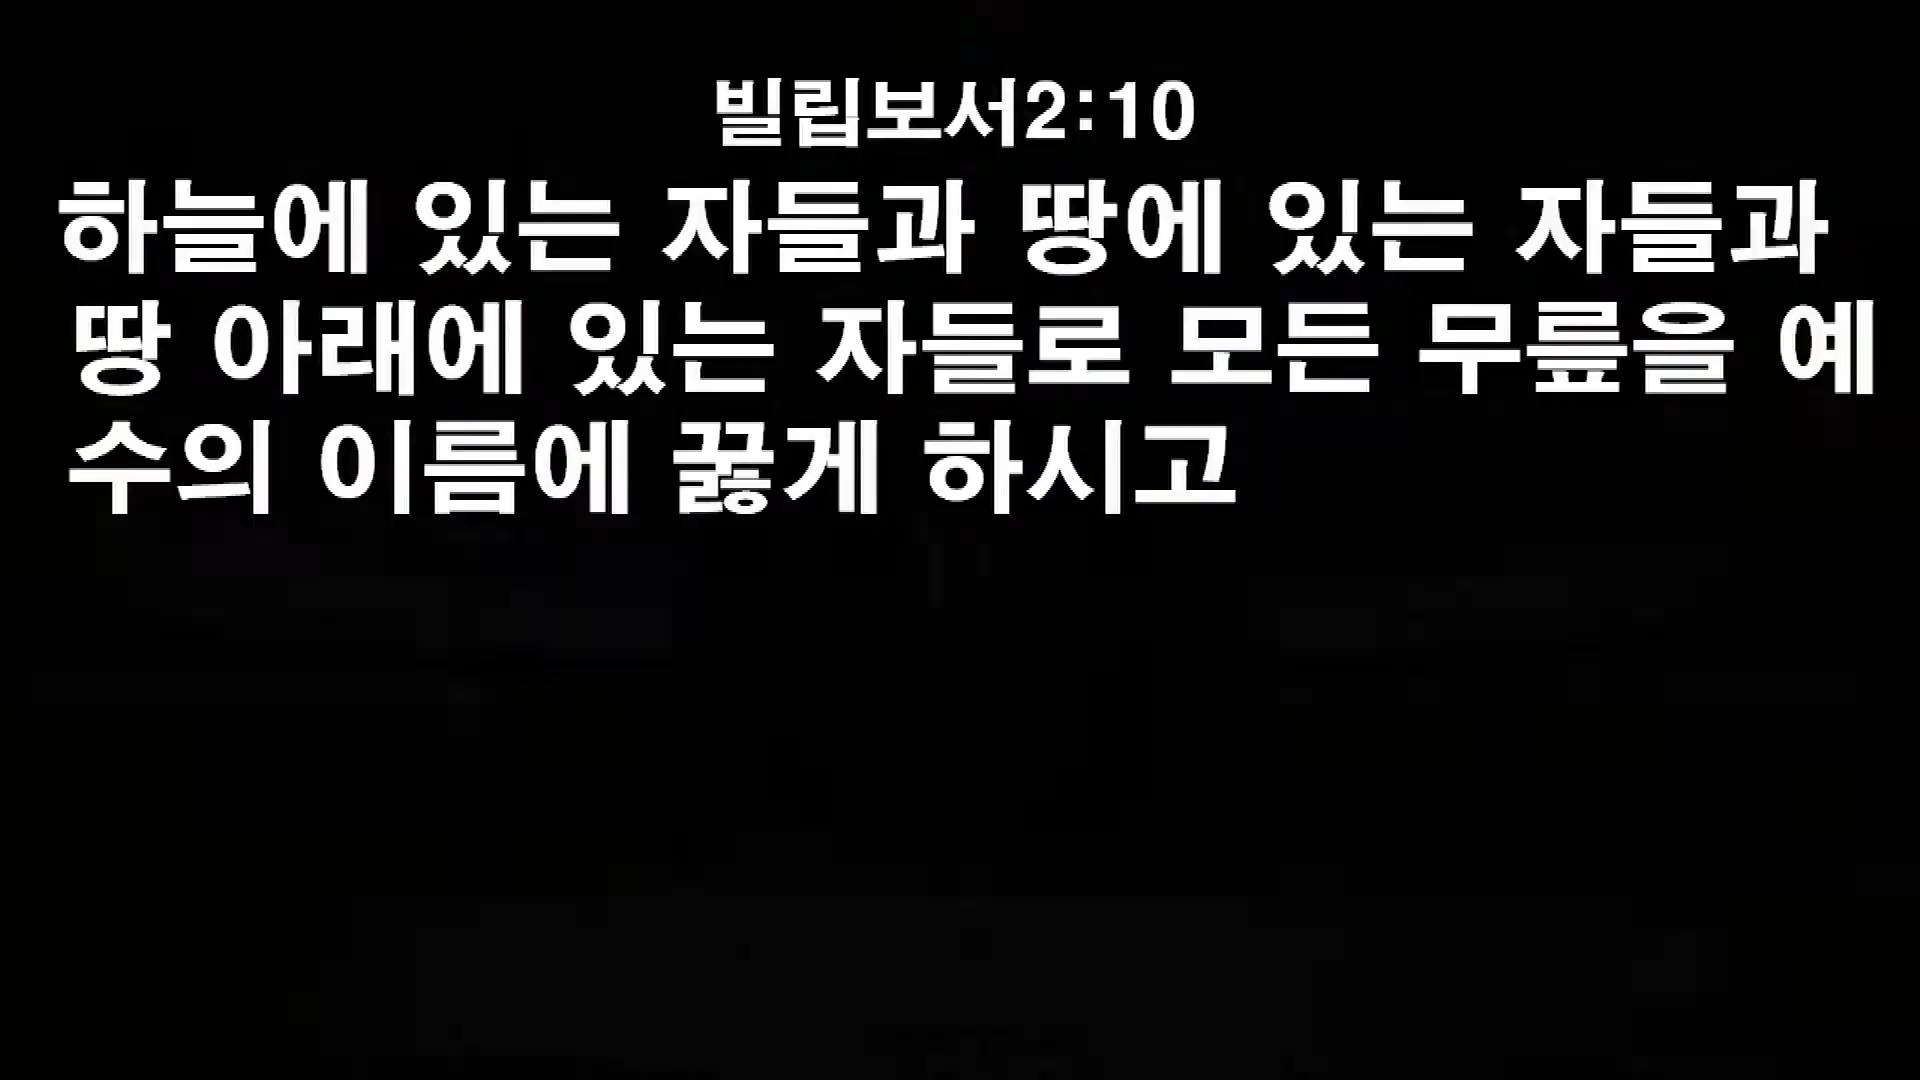 빌립보서2:10
하늘에 있는 자들과 땅에 있는 자들과
땅 아래에 있는 자들로 모든 무릎을 예
수의 이름에 꿇게 하시고